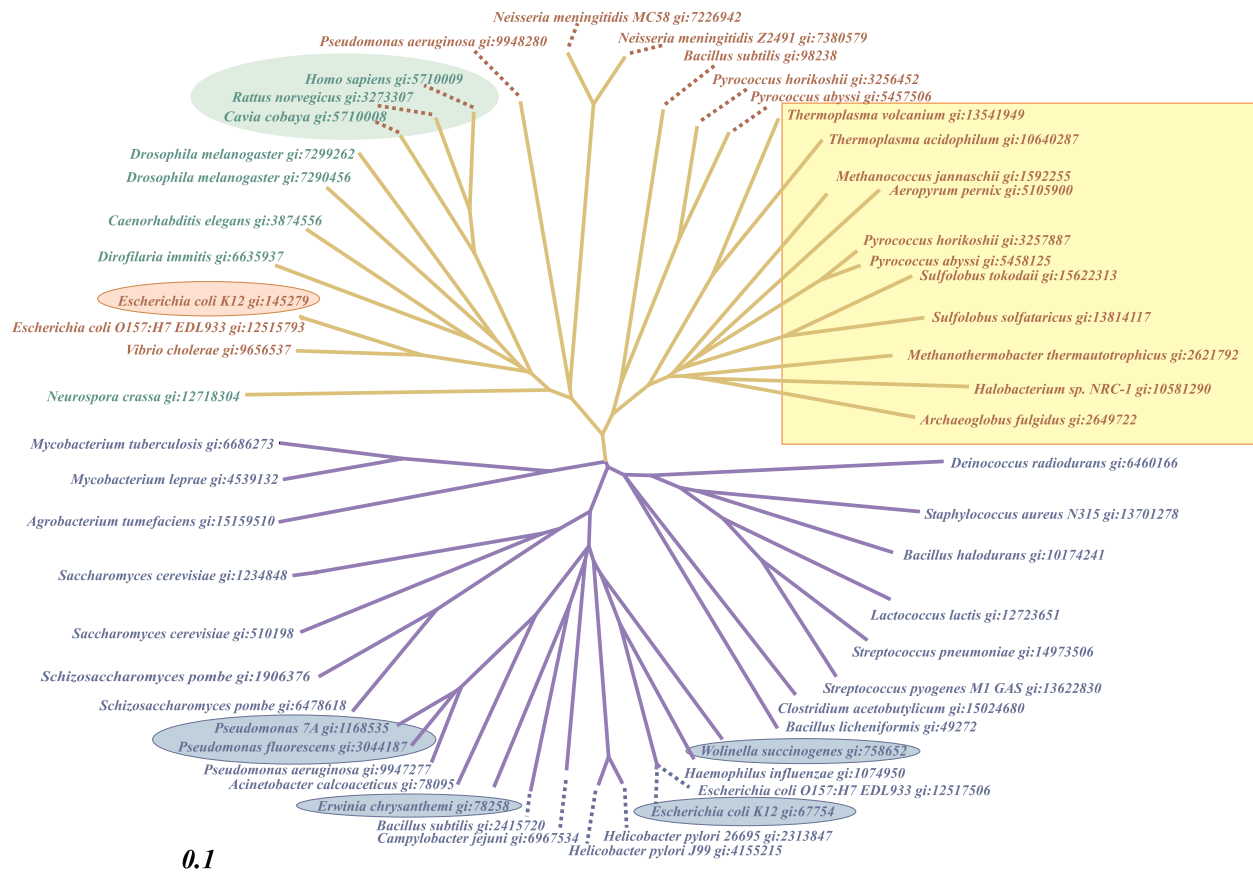 Neisseria meningitidis MC58 gi:7226942
Pseudomonas aeruginosa gi:9948280
Neisseria meningitidis Z2491 gi:7380579
Bacillus subtilis gi:98238
Homo sapiens gi:5710009
Pyrococcus horikoshi gi:3256452
Rattus norvegicus gi:3273307
Pyrococcus abyssi gi:5457506
Cavia cobaya gi:5710008
Thermoplasma volcanium gi:13541949
Thermoplasma acidophilum gi:10640287
Drosophila melanogaster gi:7299262
Drosophila melanogaster gi:7290456
Methanococcus jannaschii gi:1592255
Aeropyrum pernix gi:5105900
Caenorhabditis elegans gi:3874556
Pyrococcus horikoshii gi:3257887
Dirofilaria immitis gi:6635937
Pyrococcus abyssi gi:5458125
Sulfolobus tokodaii gi:15622313
Escherichia coli K12 gi:145279
Sulfolobus solfataricus gi:13814117
Escherichia coli O157:H7 EDL933 gi:12515793
Vibrio cholerae gi:9656537
Methanothermobacter thermautotrophicus gi:2621792
Halobacterium sp. NRC-1 gi:10581290
Neurospora crassa gi:12718304
Archaeoglobus fulgidus gi:2649722
Mycobacterium tuberculosis gi:6686273
Deinococcus radiodurans gi:6460166
Mycobacterium leprae gi:4539132
Staphylococcus aureus N315 gi:13701278
Agrobacterium tumefaciens gi:15159510
Bacillus halodurans gi:10174241
Saccharomyces cerevisiae gi:1234848
Lactococcus lactis gi:12723651
Saccharomyces cerevisiae gi:510198
Streptococcus pneumoniae gi:14973506
Schizosaccharomyces pombe gi:1906376
Streptococcus pyogenes M1 GAS gi:13622830
Schizosaccharomyces pombe gi:6478618
Clostridium acetobutylicum gi:15024680
Pseudomonas 7A gi:1168535
Bacillus licheniformis gi:49272
Pseudomonas fluorescens gi:3044187
Wolinella succinogenes gi:758652
Pseudomonas aeruginosa gi:9947277
Haemophilus influenzae gi:1074950
Acinetobacter calcoaceticus gi:78095
Escherichia coli O157:H7 EDL933 gi:12517506
Erwinia chrysanthemi gi:78258
Escherichia coli K12 gi:67754
Bacillus subtilis gi:2415720
Campylobacter jejuni gi:6967534
Helicobacter pylori 26695 gi:2313847
Helicobacter pylori J99 gi:4155215
0.1